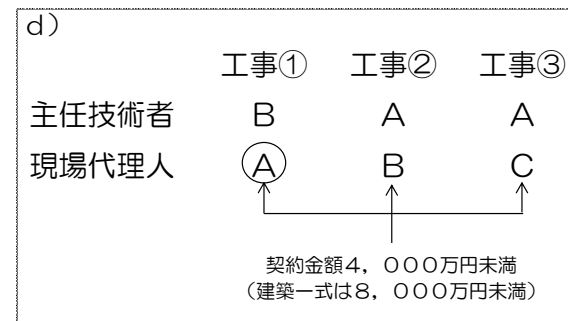 d)
工事① 工事② 工事③
主任技術者 B A A
現場代理人 A B C
契約金額4,000万円未満
(建築一式は8,000万円未満)